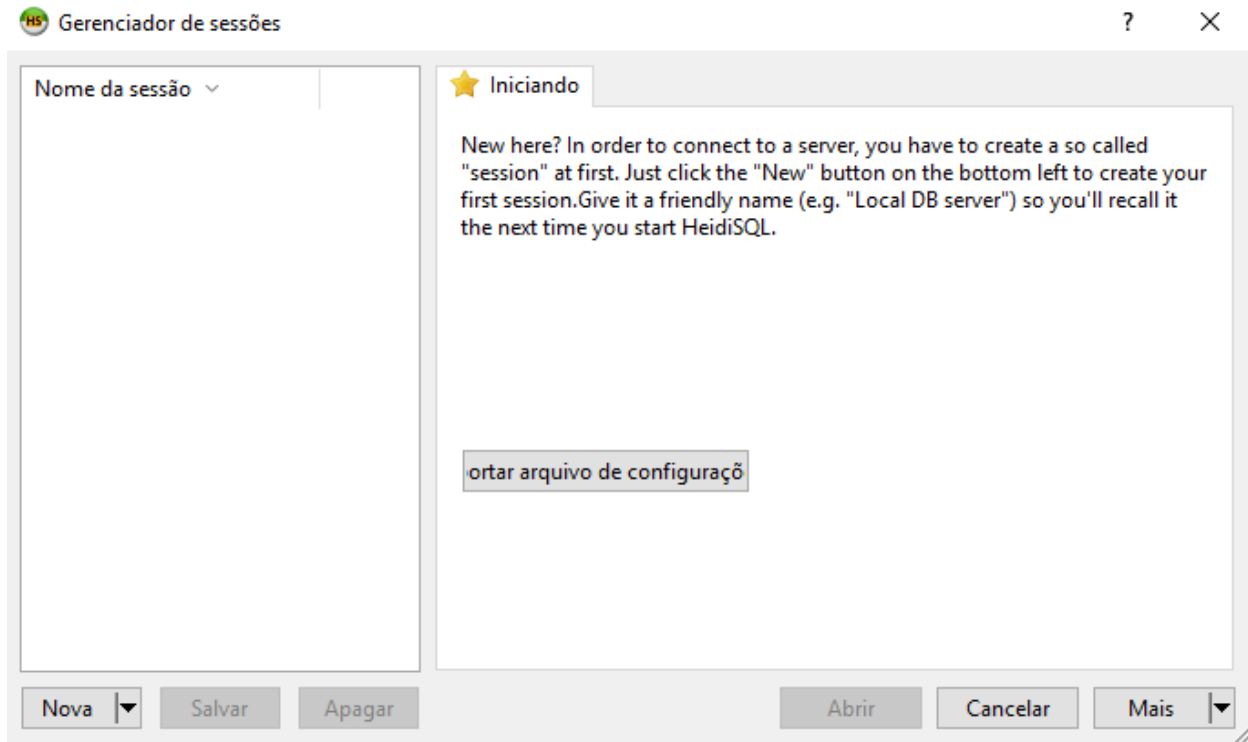 HS Gerenciador de sessões ?
Nome da sessão
Iniciando
New here? In order to connect to a server, you have to create a so called
"session" at first. Just click the "New" button on the bottom left to create your
first session.Give it a friendly name (e.g. "Local DB server") so you'll recall it
the next time you start HeidiSQL.
ortar arquivo de configuraçõ
Nova Salvar Apagar Abrir Cancelar Mais